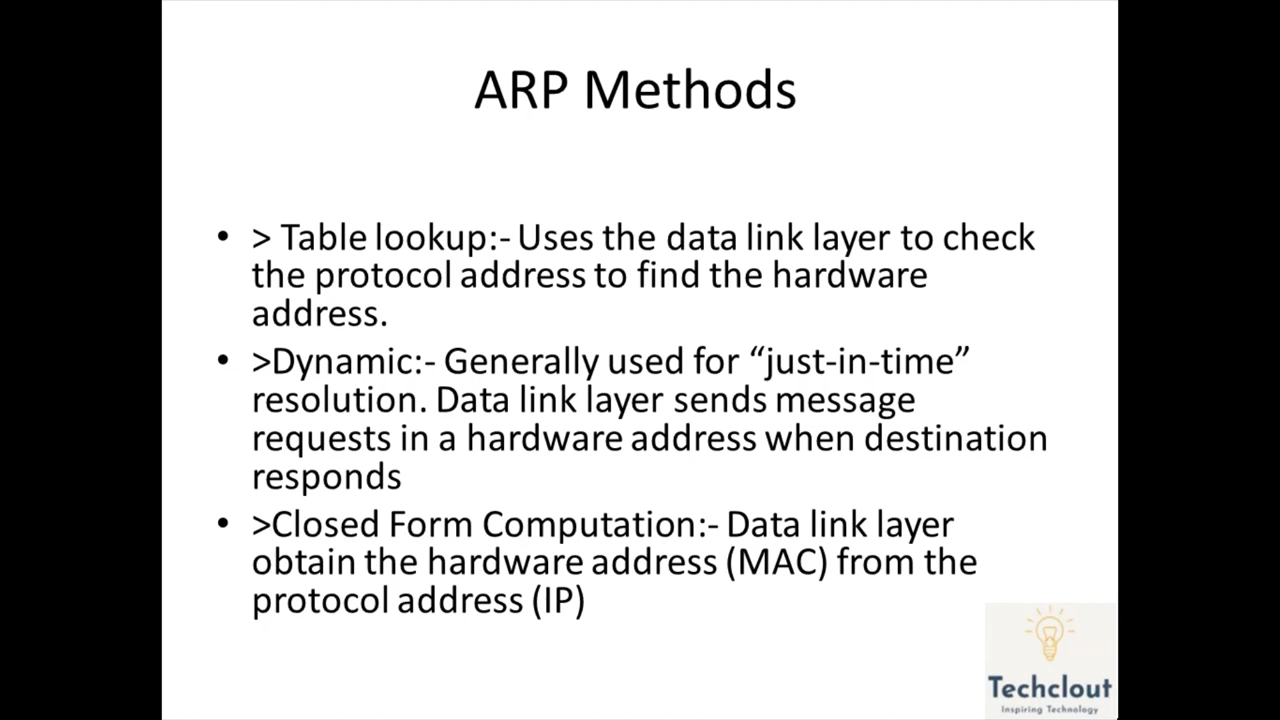 ARP Methods
• > Table lookup:- Uses the data link layer to check
the protocol address to find the hardware
address.
• >Dynamic:- Generally used for “just-in-time”
resolution. Data link layer sends message
requests in a hardware address when destination
responds
• >Closed Form Computation:- Data link layer
obtain the hardware address (MAC) from the
protocol address (IP)
Techclout
Inspiring Technology